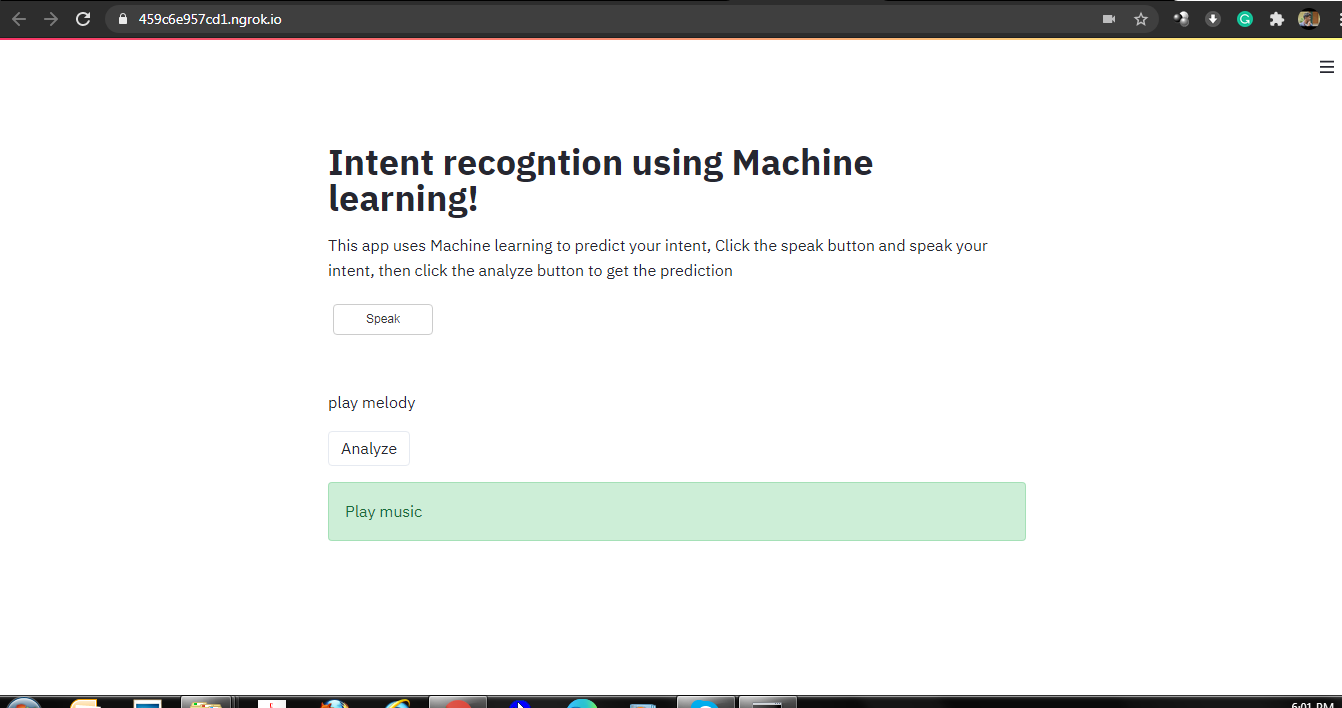 459c6e957cd1.ngrok.io
Intent recogntion using Machine
learning!
This app uses Machine learning to predict your intent, Click the speak button and speak your
intent, then click the analyze button to get the prediction
Speak
play melody
Analyze
Play music
6:01 PM